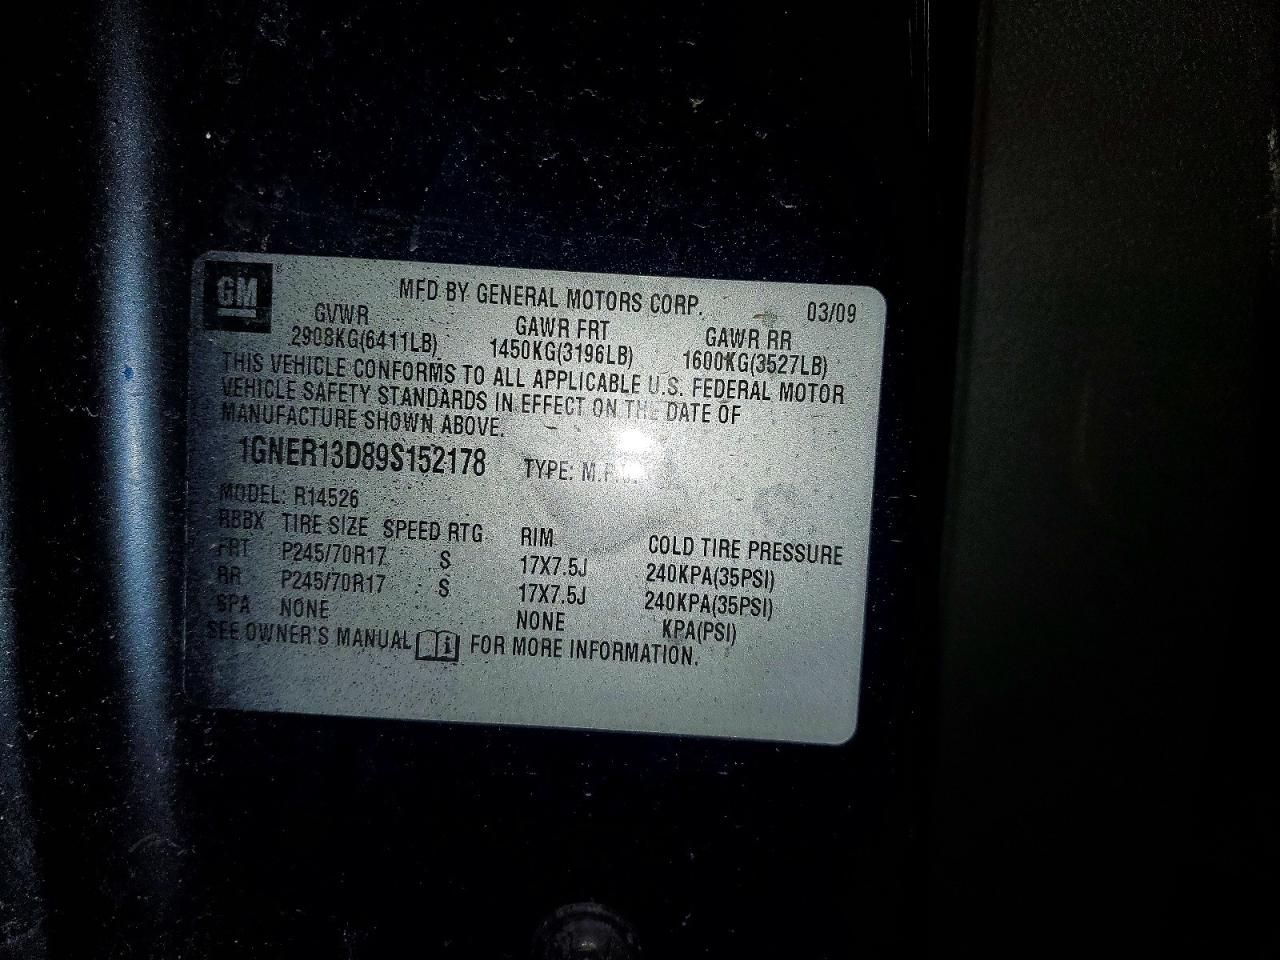 GM
MFD BY GENERAL MOTORS CORP. 03/09
GVWR GAWR FRT GAWR RR
2908KG(6411LB) 1450KG(3196LB) 1600KG(3527LB)
THIS VEHICLE CONFORMS TO ALL APPLICABLE U.S. FEDERAL MOTOR
VEHICLE SAFETY STANDARDS IN EFFECT ON THE DATE OF
MANUFACTURE SHOWN ABOVE.
1GNER13D89S152178 TYPE:
MODEL: R14526
RBBX TIRE SIZE SPEED RTG RIM COLD TIRE PRESSURE
FRT P245/70R17 S 17X7.5J 240KPA(35PSI)
RR P245/70R17 S 17X7.5J 240KPA(35PSI)
SPA NONE NONE KPA(PSI)
SEE OWNER'S MANUAL i FOR MORE INFORMATION.